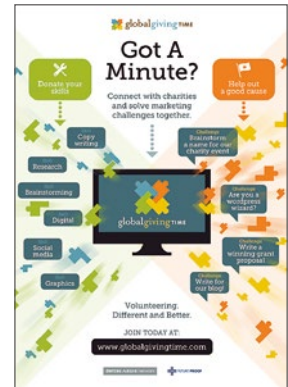 globalgivingTIME
Got A
Minute?
Donate your
skills
Connect with charities
and solve marketing
challenges together.
Help out
a good cause
Copy
writing
Research
Brainstorming
Digital
Social
media
Graphics
Challenge
Brainstorm
a name for our
charity event
Challenge
Are you a
wordpress
wizard?
Challenge
Write a
winning grant
proposal
Challenge
Write for
our blog!
globalgivingTIME
Volunteering.
Different and Better.
JOIN TODAY AT:
www.globalgivingtime.com